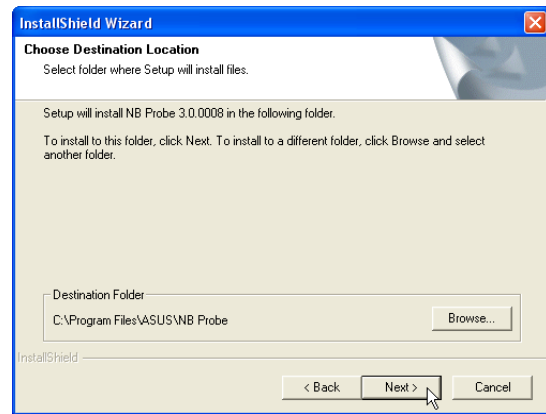 InstallShield Wizard
Choose Destination Location
Select folder where Setup will install files.
Setup will install NB Probe 3.0.0008 in the following folder.
To install to this folder, click Next. To install to a different folder, click Browse and select
another folder.
Destination Folder
C:\Program Files\ASUS\NB Probe
Browse...
InstallShield
< Back
Next >
Cancel